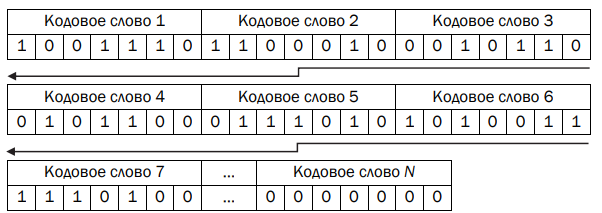 Кодовое слово 1 Кодовое слово 2 Кодовое слово 3
1 0 0 1 1 1 0 1 1 0 0 0 1 0 0 0 1 0 1 1 0
Кодовое слово 4 Кодовое слово 5 Кодовое слово 6
0 1 0 1 1 0 0 0 1 1 1 0 1 0 1 0 1 0 0 1 1
Кодовое слово 7 ... Кодовое слово N
1 1 1 0 1 0 0 ... 0 0 0 0 0 0 0